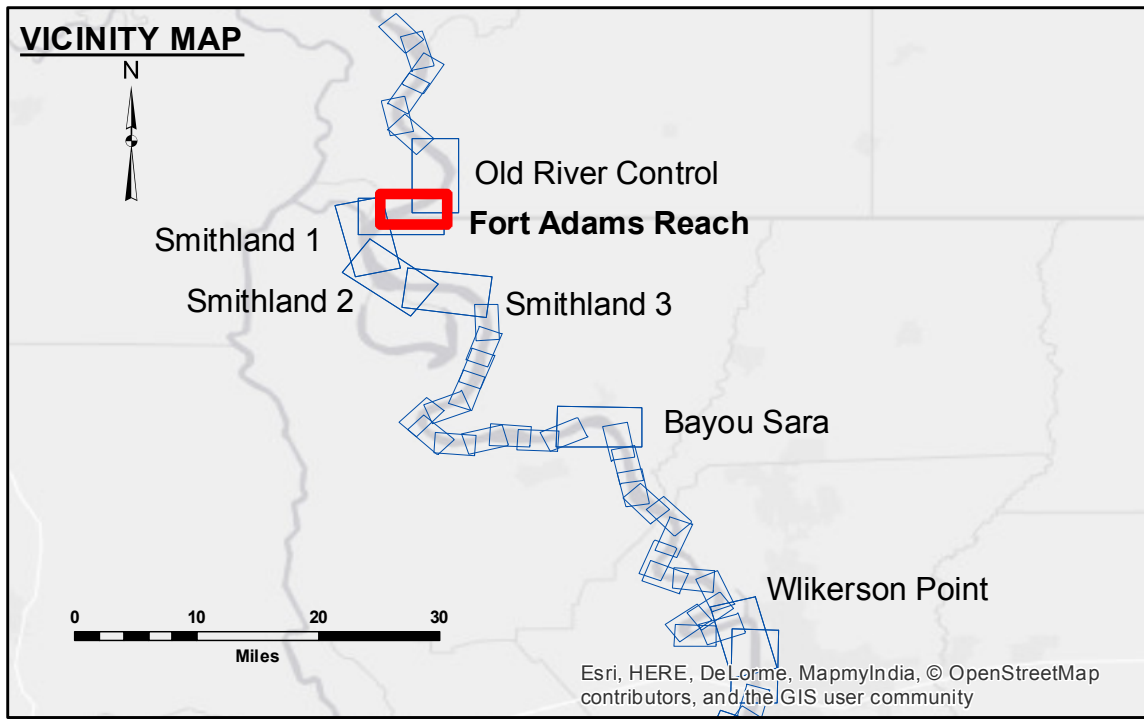 VICINITY MAP
N
Old River Control
Fort Adams Reach
Smithland 1
Smithland 2
Smithland 3
Bayou Sara
Wlikerson Point
0 10 20 30
Miles
Esri, HERE, DeLorme, MapmyIndia, © OpenStreetMap
contributors, and the GIS user community